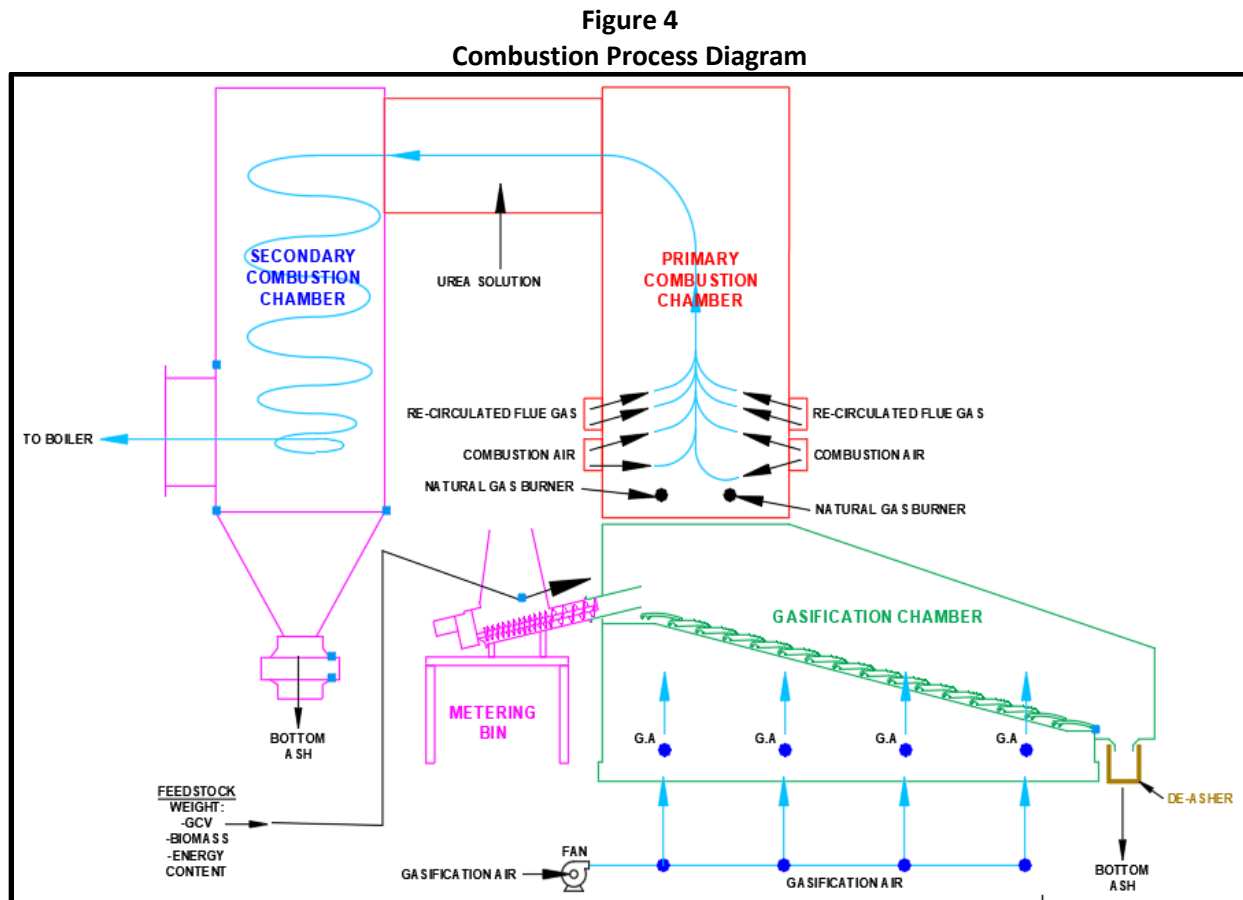 Figure 4
Combustion Process Diagram
SECONDARY
COMBUSTION
CHAMBER
UREA SOLUTION
PRIMARY
COMBUSTION
CHAMBER
RE-CIRCULATED FLUE GAS
RE-CIRCULATED FLUE GAS
TO BOILER
COMBUSTION AIR
COMBUSTION AIR
NATURAL GAS BURNER
NATURAL GAS BURNER
GASIFICATION CHAMBER
METERING
BIN
G.A
G.A
G.A
G.A
BOTTOM
ASH
FEEDSTOCK
WEIGHT:
-GCV
-BIOMASS
-ENERGY
CONTENT
DE-ASHER
FAN
GASIFICATION AIR
GASIFICATION AIR
BOTTOM
ASH